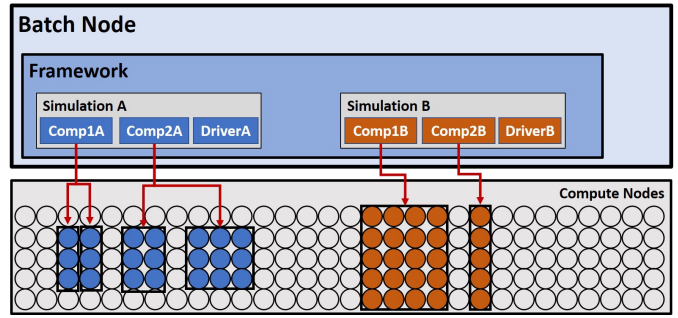 Batch Node
Framework
Simulation A
Simulation B
Comp1A Comp2A DriverA
Comp1B Comp2B DriverB
Compute Nodes